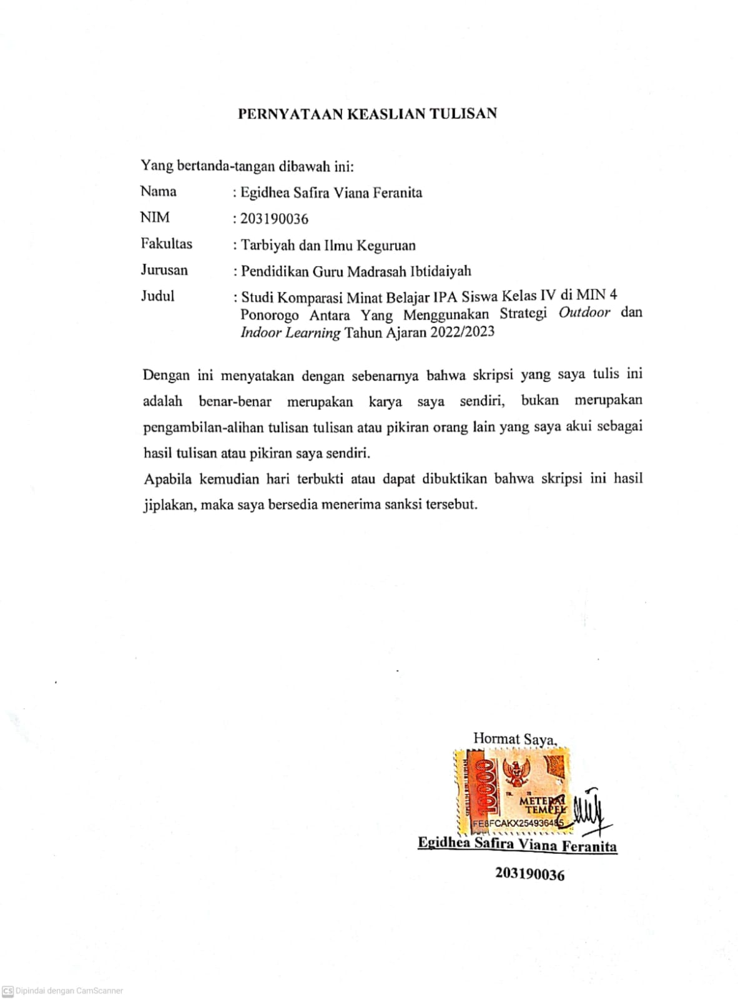 PERNYATAAN KEASLIAN TULISAN
Yang bertanda-tangan dibawah ini:
Nama : Egidhea Safira Viana Feranita
NIM : 203190036
Fakultas : Tarbiyah dan Ilmu Keguruan
Jurusan : Pendidikan Guru Madrasah Ibtidaiyah
Judul : Studi Komparasi Minat Belajar IPA Siswa Kelas IV di MIN 4
Ponorogo Antara Yang Menggunakan Strategi Outdoor dan
Indoor Learning Tahun Ajaran 2022/2023
Dengan ini menyatakan dengan sebenarnya bahwa skripsi yang saya tulis ini
adalah benar-benar merupakan karya saya sendiri, bukan merupakan
pengambilan-alihan tulisan tulisan atau pikiran orang lain yang saya akui sebagai
hasil tulisan atau pikiran saya sendiri.
Apabila kemudian hari terbukti atau dapat dibuktikan bahwa skripsi ini hasil
jiplakan, maka saya bersedia menerima sanksi tersebut.
Hormat Saya,
SEPULUH RIBU RUPIAH
10000
TGL. 20
METERAI
TEMPEL
FE8FCAKX254936485
Egidhea Safira Viana Feranita
203190036
CS Dipindai dengan CamScanner